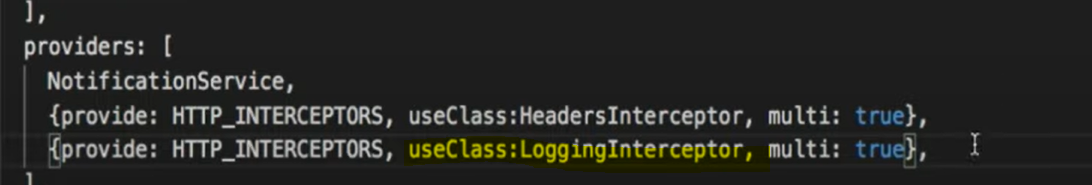 ],
providers: [
NotificationService,
{provide: HTTP_INTERCEPTORS, useClass:HeadersInterceptor, multi: true},
{provide: HTTP_INTERCEPTORS, useClass:LoggingInterceptor, multi: true},
]